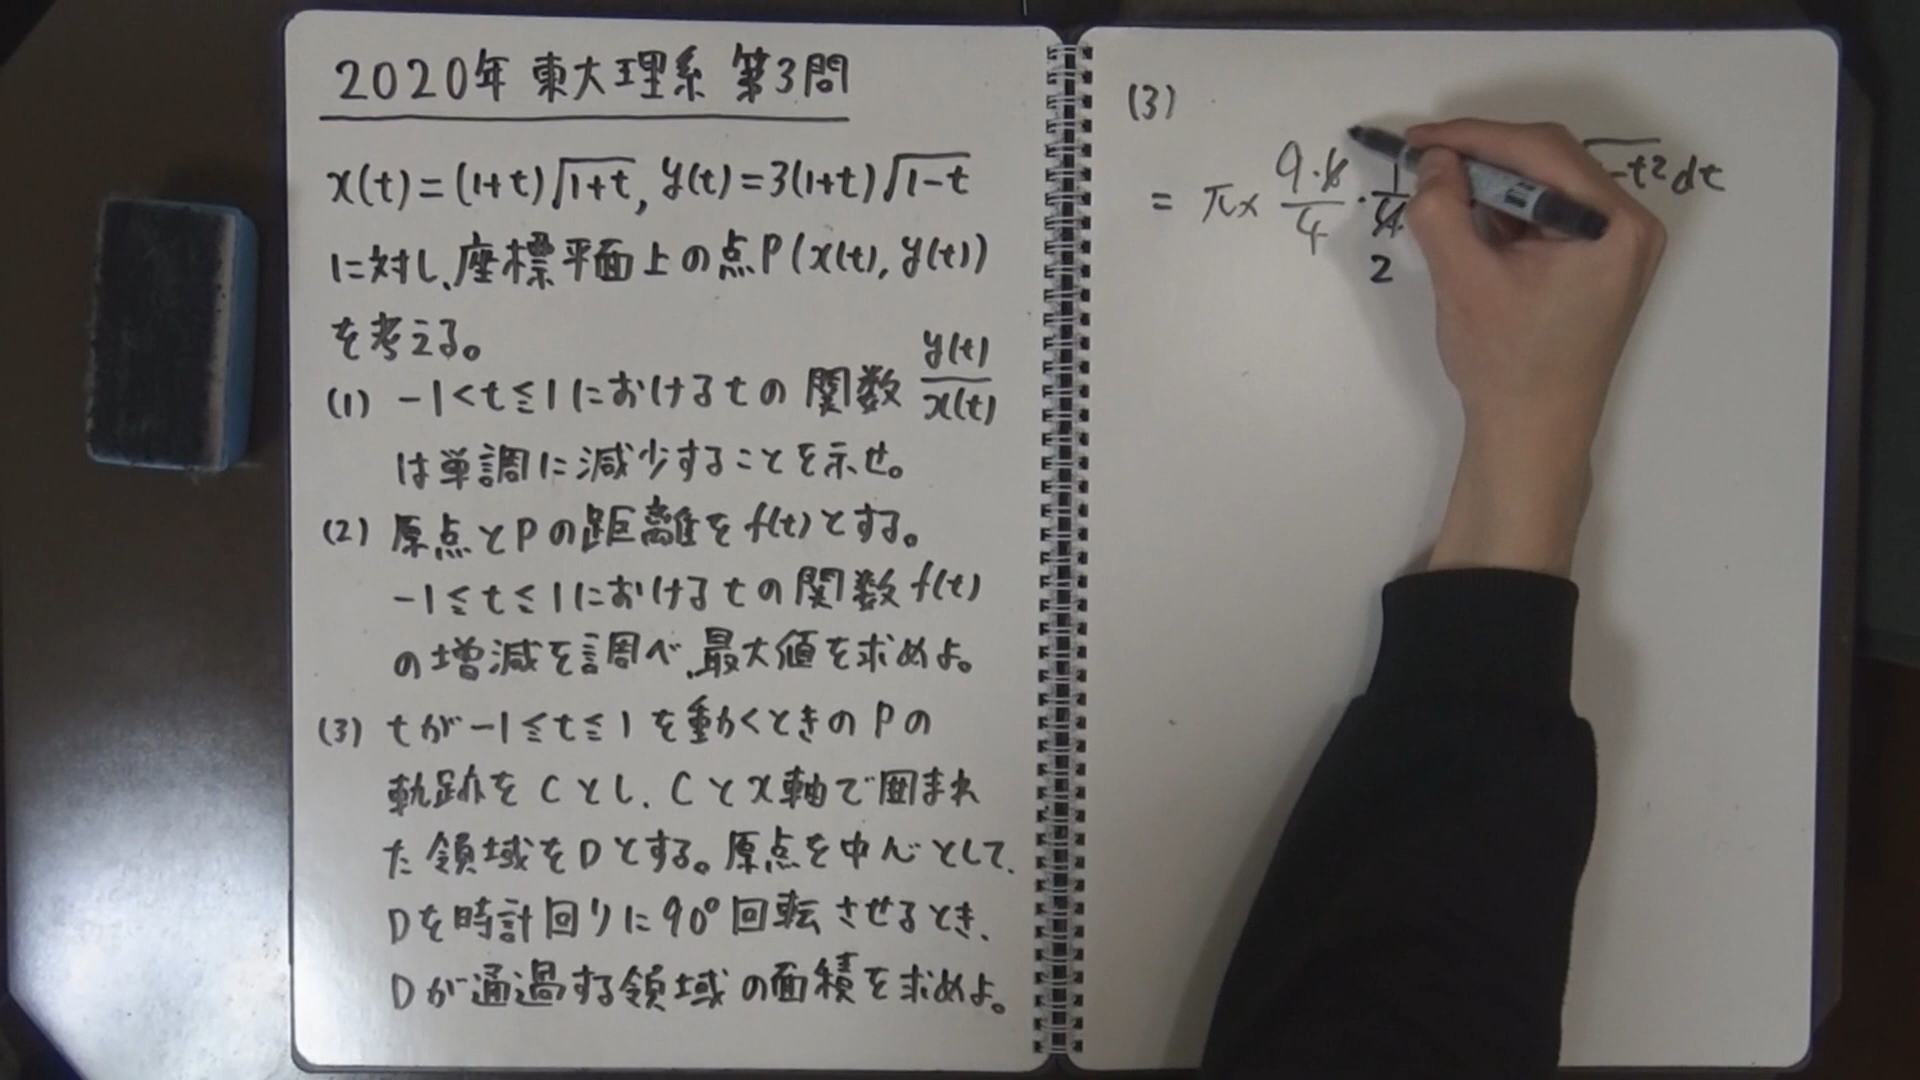 2020年 東大理系 第3問
x(t)=(1+t)√1+t, y(t)=3(1+t)√1-t
に対し、座標平面上の点P(x(t), y(t))
を考える。
(1) -1<t≦1におけるtの関数 y(t)/x(t)
は単調に減少することを示せ。
(2) 原点とPの距離をf(t)とする。
-1≦t≦1におけるtの関数f(t)
の増減を調べ、最大値を求めよ。
(3) tが-1≦t≦1を動くときのPの
軌跡をCとし、Cとx軸で囲まれ
た領域をDとする。原点を中心として、
Dを時計回りに90°回転させるとき、
Dが通過する領域の面積を求めよ。
(3)
= π× 9・ /4 ・ 1/ -t² dt
2